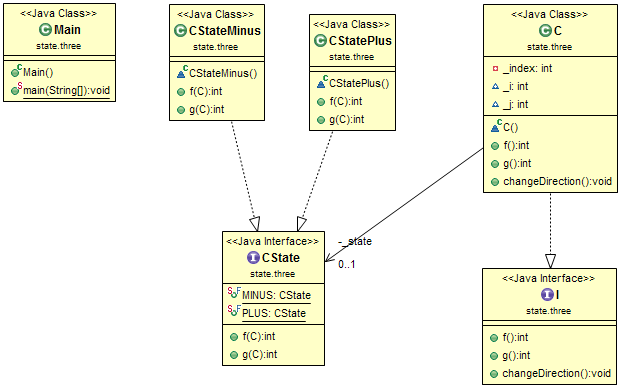 <<Java Class>>
Main
state.three
Main()
main(String[]):void
<<Java Class>>
CStateMinus
state.three
CStateMinus()
f(C):int
g(C):int
<<Java Class>>
CStatePlus
state.three
CStatePlus()
f(C):int
g(C):int
<<Java Class>>
C
state.three
_index: int
_i: int
_j: int
C()
f():int
g():int
changeDirection():void
-_state
0..1
<<Java Interface>>
CState
state.three
MINUS: CState
PLUS: CState
f(C):int
g(C):int
<<Java Interface>>
I
state.three
f():int
g():int
changeDirection():void